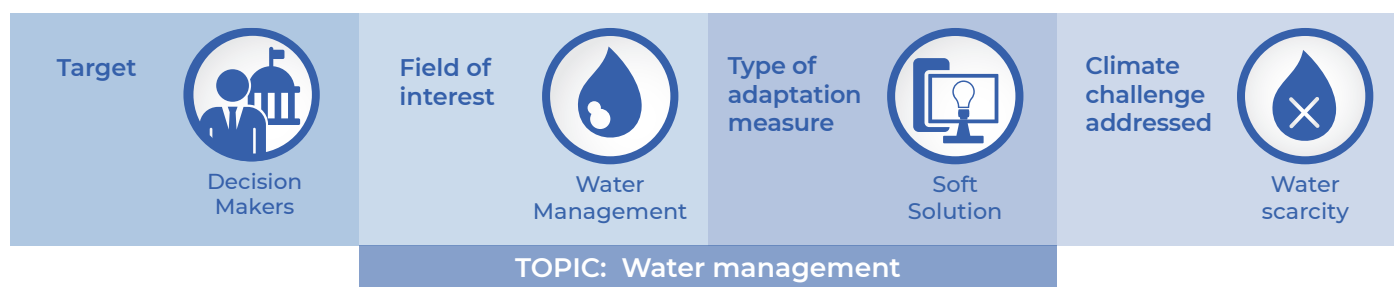 Target
Decision
Makers
Field of
interest
Water
Management
Type of
adaptation
measure
Soft
Solution
Climate
challenge
addressed
Water
scarcity
TOPIC: Water management